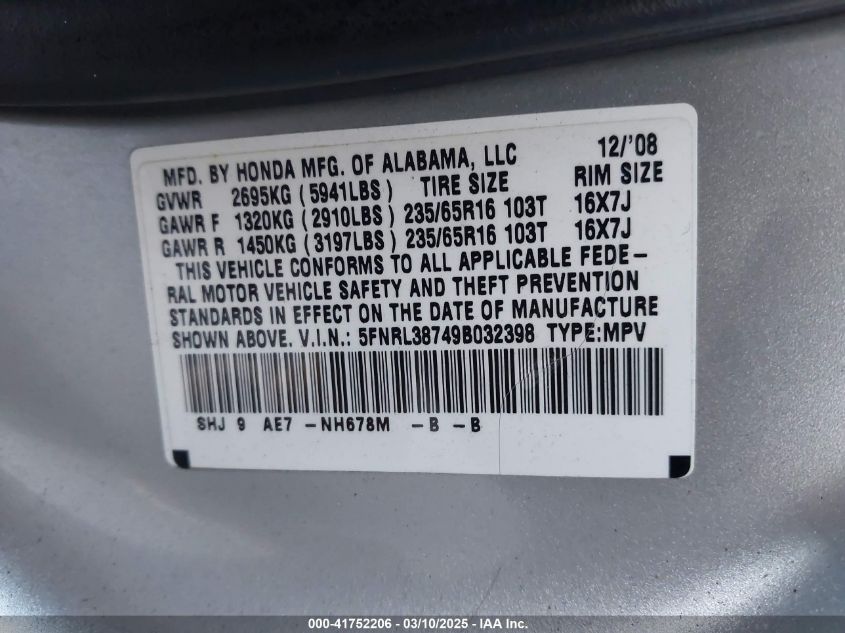 MFD. BY HONDA MFG. OF ALABAMA, LLC 12/'08
GVWR 2695KG (5941LBS) TIRE SIZE RIM SIZE
GAWR F 1320KG (2910LBS) 235/65R16 103T 16X7J
GAWR R 1450KG (3197LBS) 235/65R16 103T 16X7J
THIS VEHICLE CONFORMS TO ALL APPLICABLE FEDE-
RAL MOTOR VEHICLE SAFETY AND THEFT PREVENTION
STANDARDS IN EFFECT ON THE DATE OF MANUFACTURE
SHOWN ABOVE. V.I.N.: 5FNRL38749B032398 TYPE:MPV
SHJ 9 AE7 -NH678M -B -B
000-41752206 - 03/10/2025 - IAA Inc.